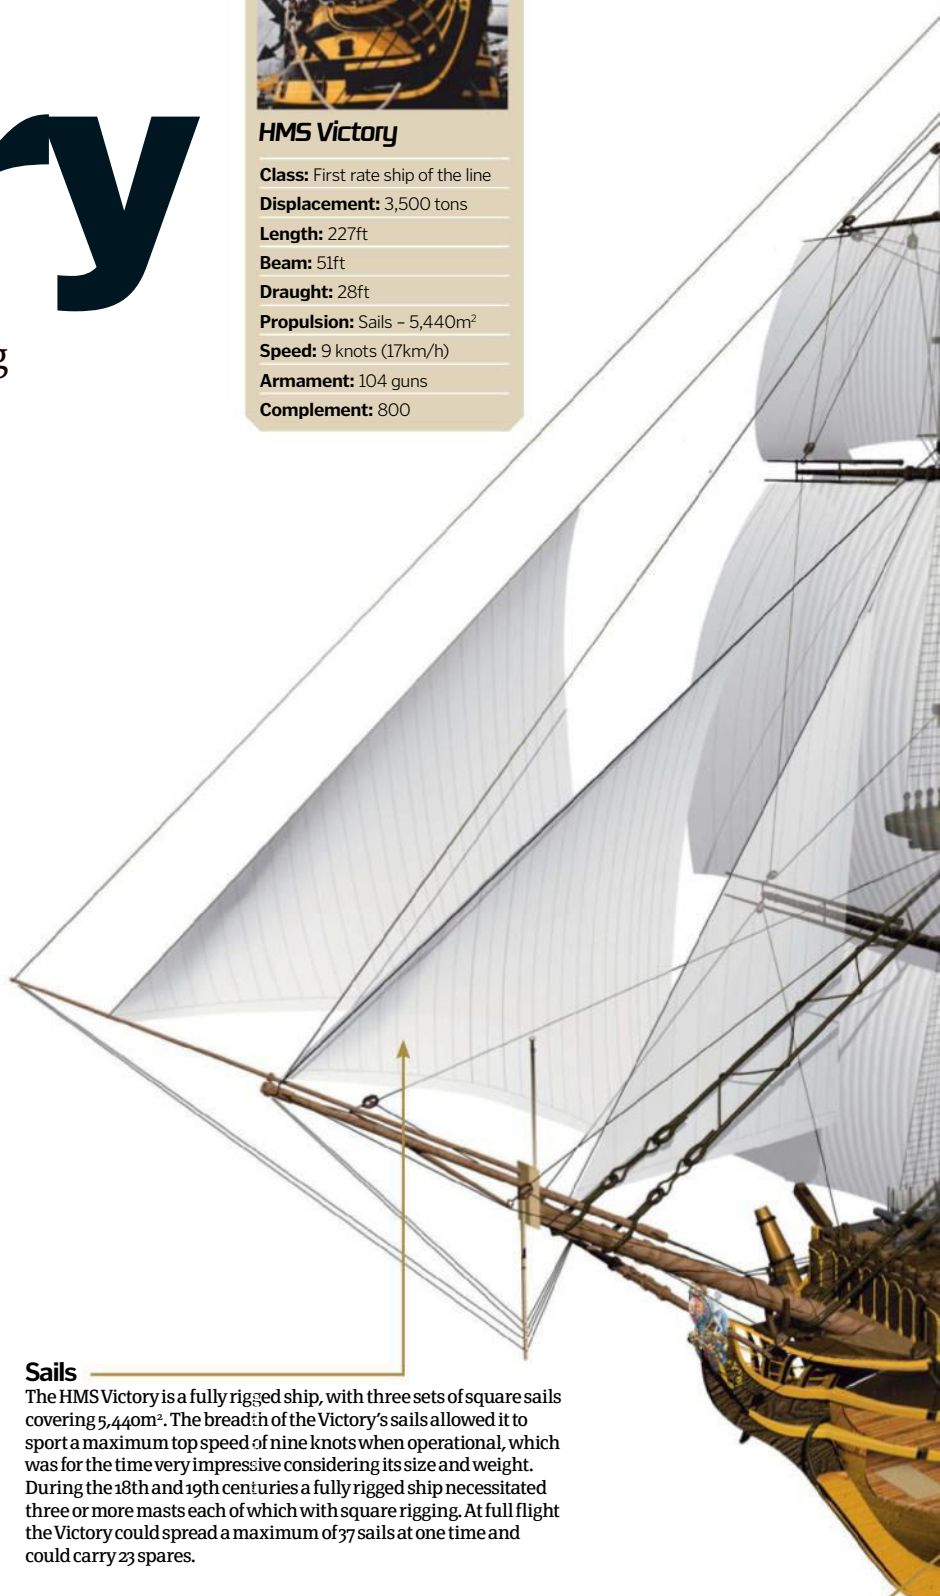 ry
g
HMS Victory
Class: First rate ship of the line
Displacement: 3,500 tons
Length: 227ft
Beam: 51ft
Draught: 28ft
Propulsion: Sails – 5,440m²
Speed: 9 knots (17km/h)
Armament: 104 guns
Complement: 800
Sails
The HMS Victory is a fully rigged ship, with three sets of square sails
covering 5,440m². The breadth of the Victory's sails allowed it to
sport a maximum top speed of nine knots when operational, which
was for the time very impressive considering its size and weight.
During the 18th and 19th centuries a fully rigged ship necessitated
three or more masts each of which with square rigging. At full flight
the Victory could spread a maximum of 37 sails at one time and
could carry 23 spares.